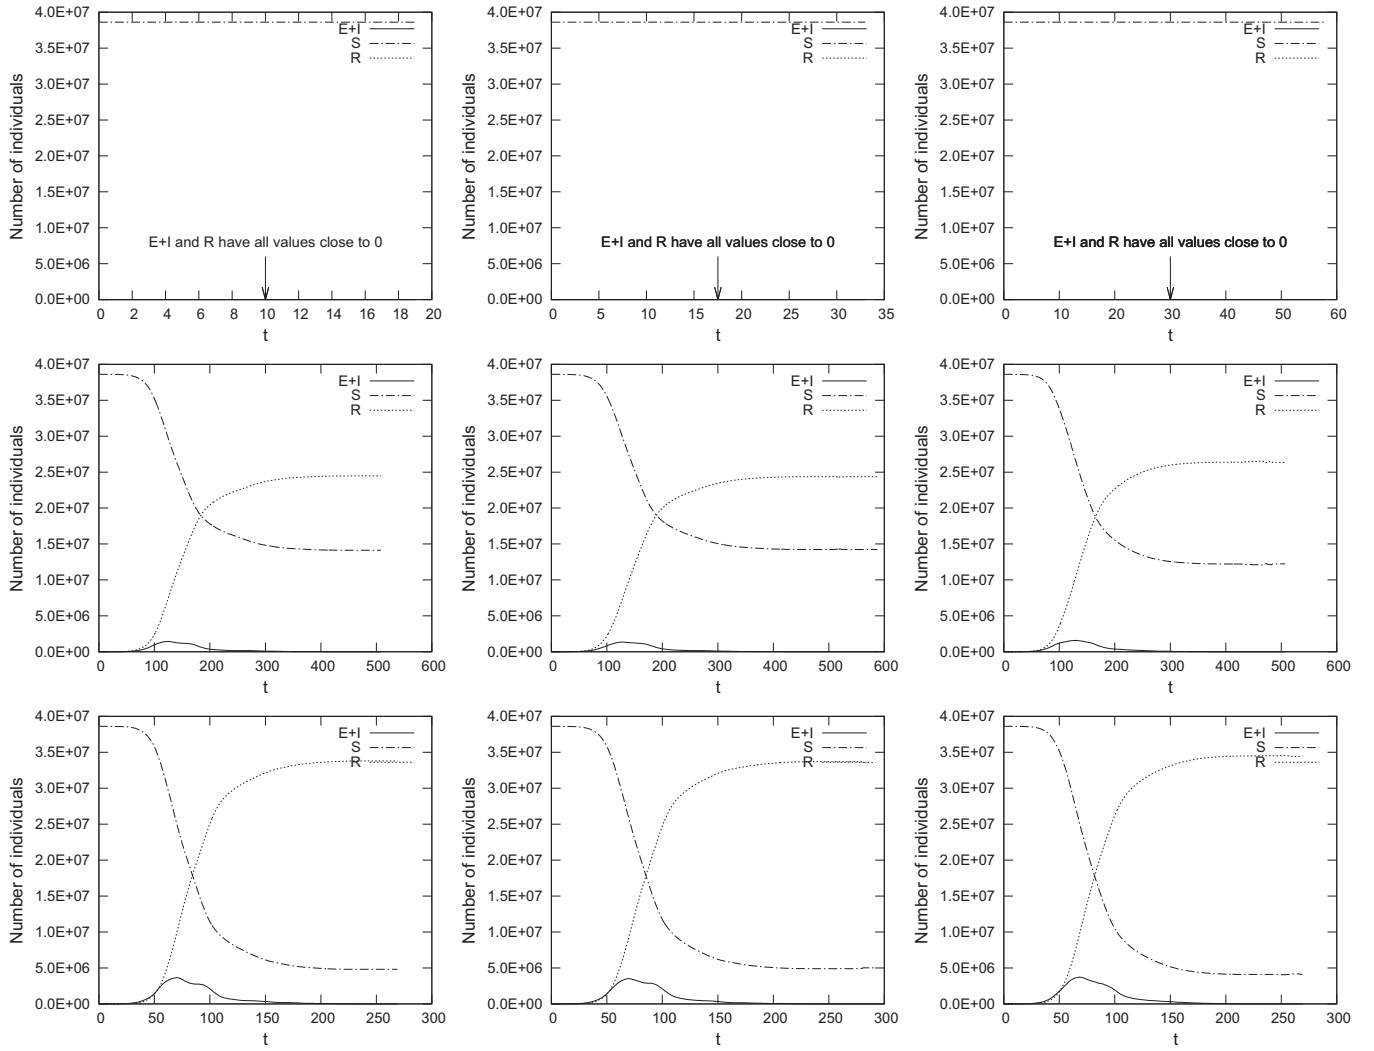 4.0E+07
3.5E+07
3.0E+07
2.5E+07
2.0E+07
1.5E+07
1.0E+07
5.0E+06
0.0E+00
Number of individuals
E+I
S
R
E+I and R have all values close to 0
0 2 4 6 8 10 12 14 16 18 20
t
4.0E+07
3.5E+07
3.0E+07
2.5E+07
2.0E+07
1.5E+07
1.0E+07
5.0E+06
0.0E+00
Number of individuals
E+I
S
R
E+I and R have all values close to 0
0 5 10 15 20 25 30 35
t
4.0E+07
3.5E+07
3.0E+07
2.5E+07
2.0E+07
1.5E+07
1.0E+07
5.0E+06
0.0E+00
Number of individuals
E+I
S
R
E+I and R have all values close to 0
0 10 20 30 40 50 60
t
4.0E+07
3.5E+07
3.0E+07
2.5E+07
2.0E+07
1.5E+07
1.0E+07
5.0E+06
0.0E+00
Number of individuals
E+I
S
R
0 100 200 300 400 500 600
t
4.0E+07
3.5E+07
3.0E+07
2.5E+07
2.0E+07
1.5E+07
1.0E+07
5.0E+06
0.0E+00
Number of individuals
E+I
S
R
0 100 200 300 400 500 600
t
4.0E+07
3.5E+07
3.0E+07
2.5E+07
2.0E+07
1.5E+07
1.0E+07
5.0E+06
0.0E+00
Number of individuals
E+I
S
R
0 100 200 300 400 500 600
t
4.0E+07
3.5E+07
3.0E+07
2.5E+07
2.0E+07
1.5E+07
1.0E+07
5.0E+06
0.0E+00
Number of individuals
E+I
S
R
0 50 100 150 200 250 300
t
4.0E+07
3.5E+07
3.0E+07
2.5E+07
2.0E+07
1.5E+07
1.0E+07
5.0E+06
0.0E+00
Number of individuals
E+I
S
R
0 50 100 150 200 250 300
t
4.0E+07
3.5E+07
3.0E+07
2.5E+07
2.0E+07
1.5E+07
1.0E+07
5.0E+06
0.0E+00
Number of individuals
E+I
S
R
0 50 100 150 200 250 300
t